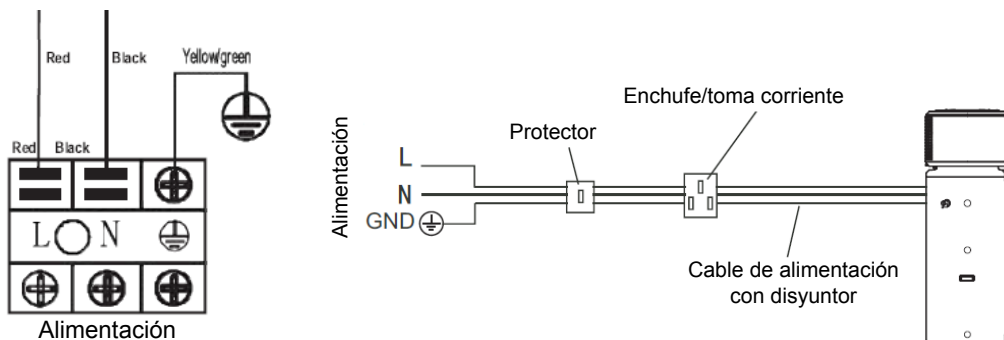 Red
Black
Yellow/green
Red Black
L N
Alimentación
Alimentación
L
N
GND
Protector
Enchufe/toma corriente
Cable de alimentación
con disyuntor